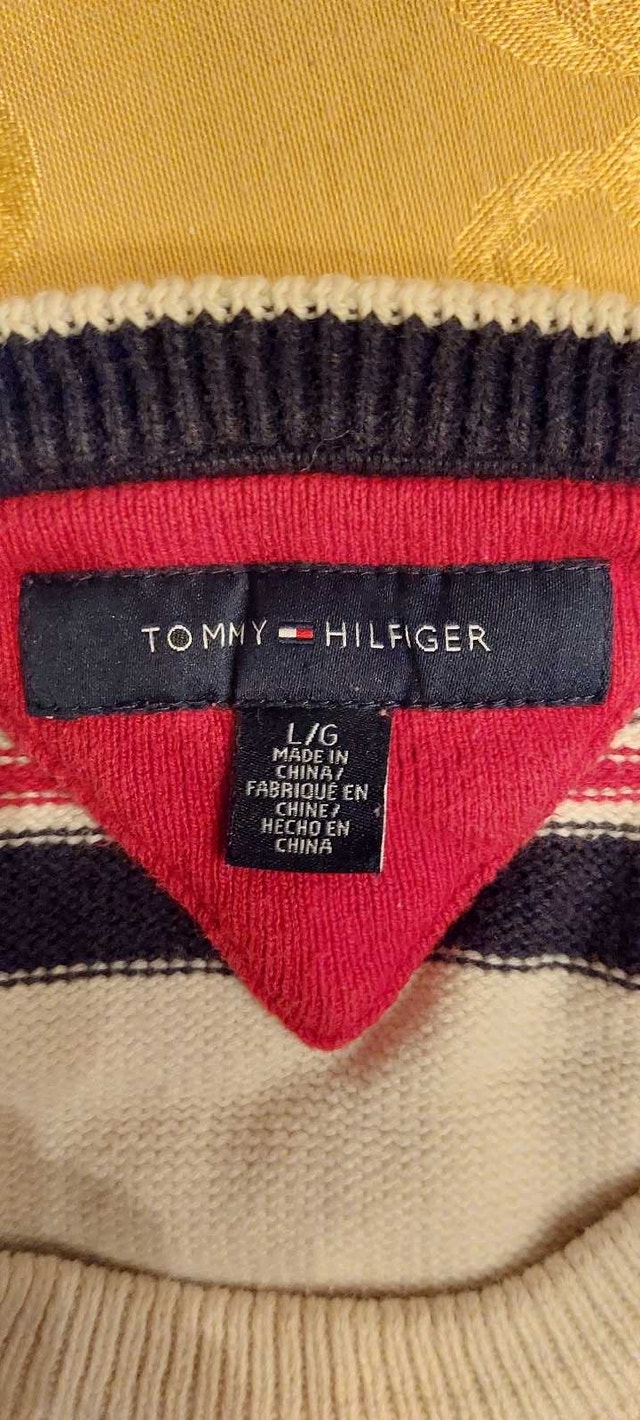 TOMMY HILFIGER
L/G
MADE IN
CHINA/
FABRIQUÉ EN
CHINE/
HECHO EN
CHINA